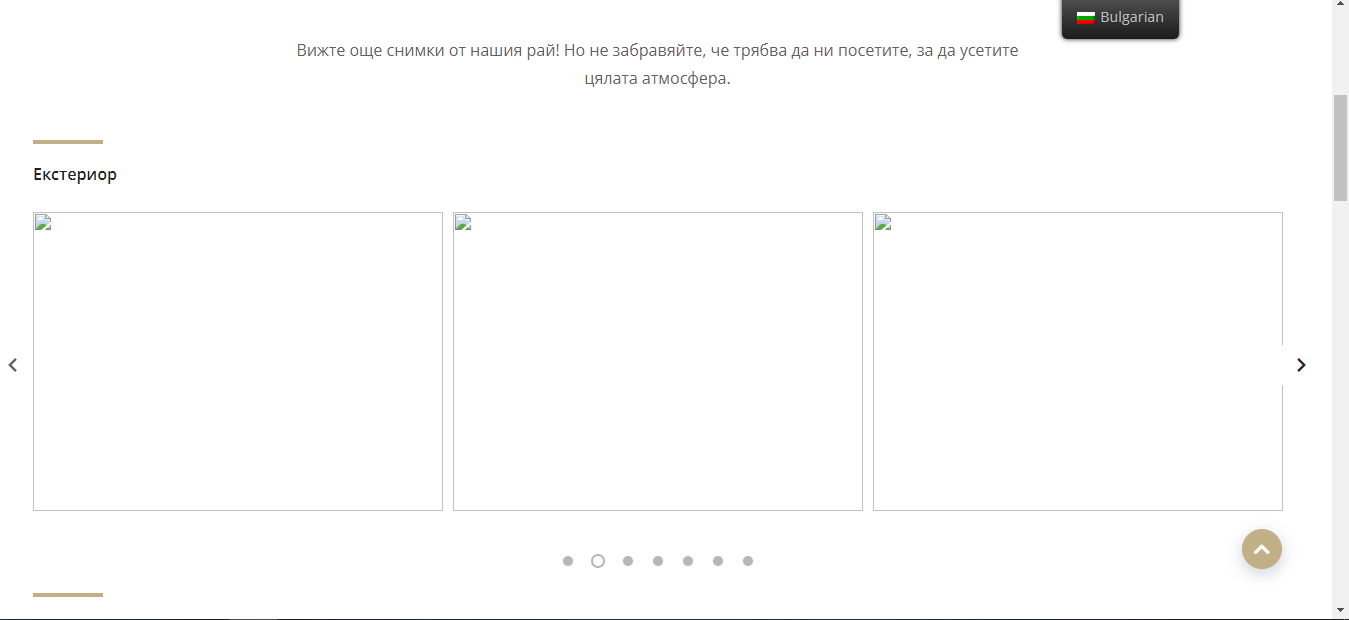 Bulgarian
Вижте още снимки от нашия рай! Но не забравяйте, че трябва да ни посетите, за да усетите
цялата атмосфера.
Екстериор